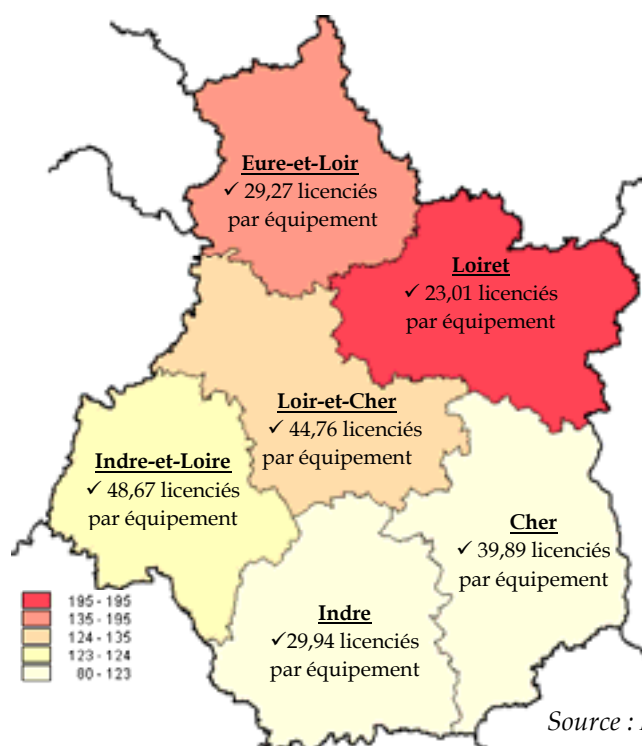 Eure-et-Loir
✓ 29,27 licenciés
par équipement
Loiret
✓ 23,01 licenciés
par équipement
Loir-et-Cher
✓ 44,76 licenciés
par équipement
Indre-et-Loire
✓ 48,67 licenciés
par équipement
Cher
✓ 39,89 licenciés
par équipement
Indre
✓29,94 licenciés
par équipement
195 - 195
135 - 195
124 - 135
123 - 124
80 - 123
Source :